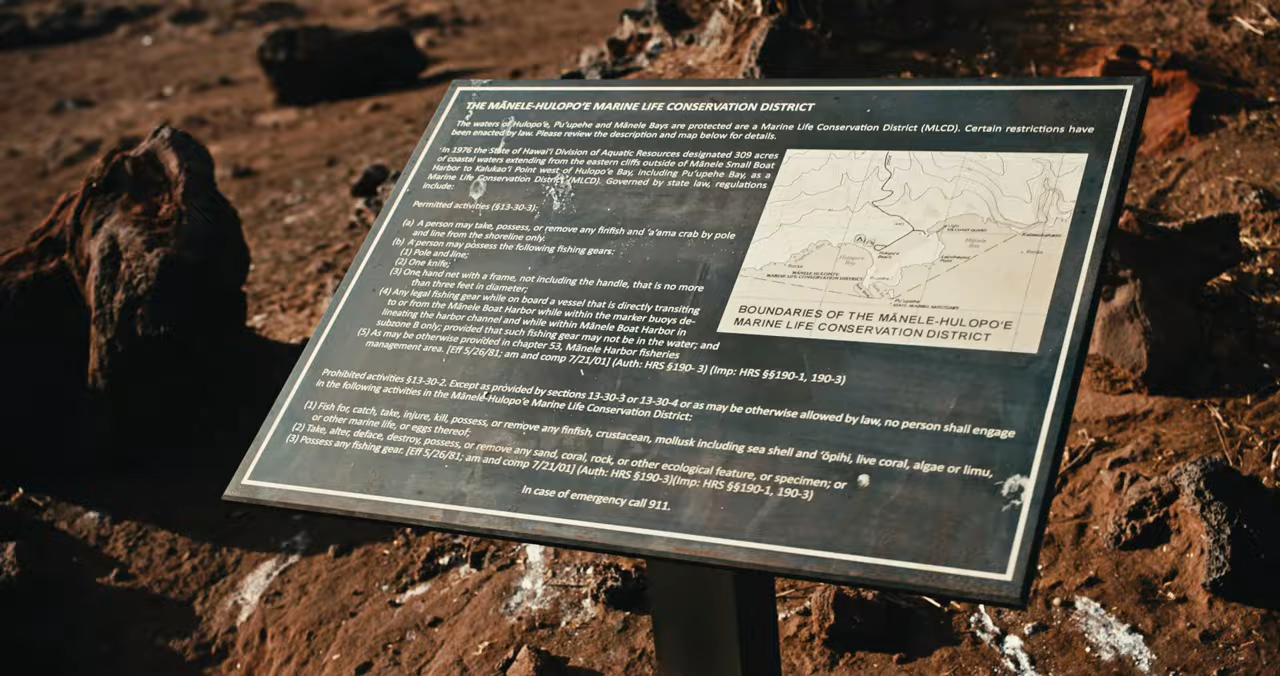 THE MĀNELE-HULOPO'E MARINE LIFE CONSERVATION DISTRICT
The waters of Hulopo'e, Pu'upehe and Mānele Bays are protected are a Marine Life Conservation District (MLCD). Certain restrictions have
been enacted by law. Please review the description and map below for details.
In 1976 the State of Hawai'i Division of Aquatic Resources designated 309 acres
of coastal waters extending from the eastern cliffs outside of Mānele Small Boat
Harbor to Kalukao'i Point west of Hulopo'e Bay, including Pu'upehe Bay, as a
Marine Life Conservation District (MLCD). Governed by state law, regulations
include:
Permitted activities (§13-30-3):
(a) A person may take, possess, or remove any finfish and 'a'ama crab by pole
and line from the shoreline only.
(b) A person may possess the following fishing gears:
(1) Pole and line;
(2) One knife;
(3) One hand net with a frame, not including the handle, that is no more
than three feet in diameter;
(4) Any legal fishing gear while on board a vessel that is directly transiting
to or from the Mānele Boat Harbor while within the marker buoys de-
lineating the harbor channel and while within Mānele Boat Harbor in
subzone B only; provided that such fishing gear may not be in the water; and
(5) As may be otherwise provided in chapter 53, Mānele Harbor fisheries
management area. [Eff 5/26/81; am and comp 7/21/01] (Auth: HRS §190- 3) (Imp: HRS §§190-1, 190-3)
Prohibited activities §13-30-2. Except as provided by sections 13-30-3 or 13-30-4 or as may be otherwise allowed by law, no person shall engage
in the following activities in the Mānele-Hulopo'e Marine Life Conservation District:
(1) Fish for, catch, take, injure, kill, possess, or remove any finfish, crustacean, mollusk including sea shell and 'ōpihi, live coral, algae or limu,
or other marine life, or eggs thereof;
(2) Take, alter, deface, destroy, possess, or remove any sand, coral, rock, or other ecological feature, or specimen; or
(3) Possess any fishing gear. [Eff 5/26/81; am and comp 7/21/01] (Auth: HRS §190-3)(Imp: HRS §§190-1, 190-3)
In case of emergency call 911.
Mānele
Bay
Hulopo'e
Bay
Hulopo'e
Beach
MĀNELE-HULOPO'E
MARINE LIFE CONSERVATION DISTRICT
Pu'upehe
STATE SEABIRD SANCTUARY
BOUNDARIES OF THE MĀNELE-HULOPO'E
MARINE LIFE CONSERVATION DISTRICT